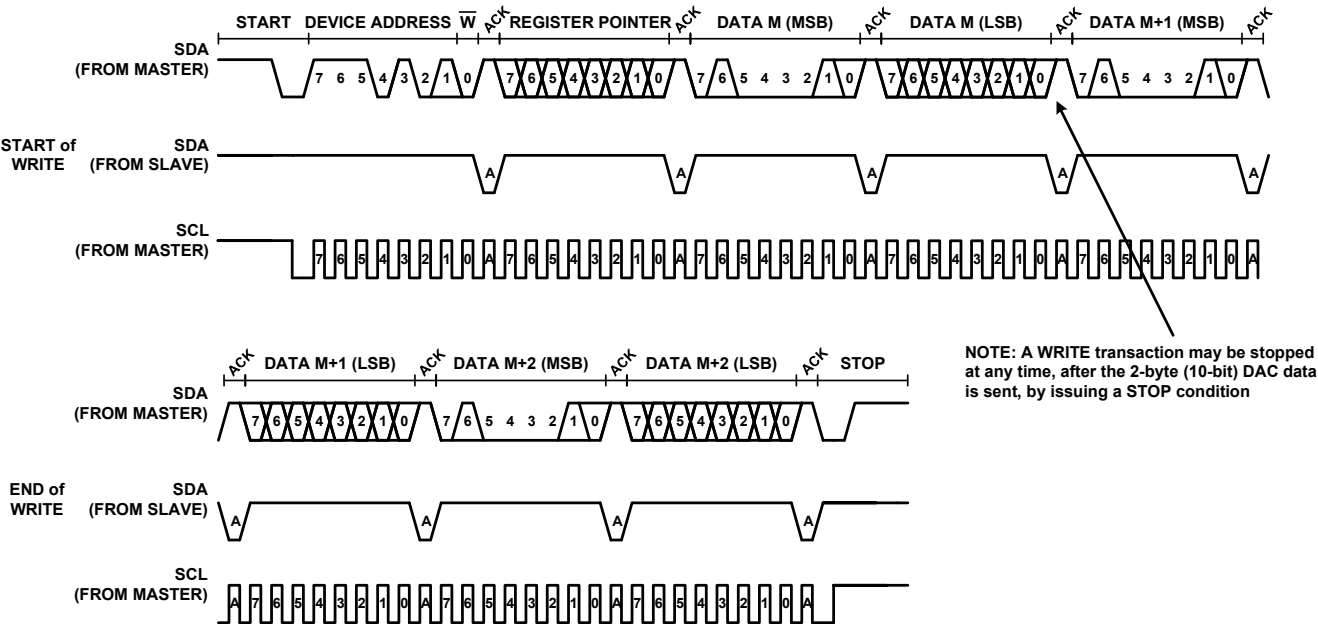 START DEVICE ADDRESS W ACK REGISTER POINTER ACK DATA M (MSB) ACK DATA M (LSB) ACK DATA M+1 (MSB) ACK
SDA
(FROM MASTER)
7 6 5 4 3 2 1 0 7 6 5 4 3 2 1 0 7 6 5 4 3 2 1 0 7 6 5 4 3 2 1 0 7 6 5 4 3 2 1 0
START of
WRITE
SDA
(FROM SLAVE)
A A A A A
SCL
(FROM MASTER)
7 6 5 4 3 2 1 0 A 7 6 5 4 3 2 1 0 A 7 6 5 4 3 2 1 0 A 7 6 5 4 3 2 1 0 A 7 6 5 4 3 2 1 0 A
NOTE: A WRITE transaction may be stopped
at any time, after the 2-byte (10-bit) DAC data
is sent, by issuing a STOP condition
ACK DATA M+1 (LSB) ACK DATA M+2 (MSB) ACK DATA M+2 (LSB) ACK STOP
SDA
(FROM MASTER)
7 6 5 4 3 2 1 0 7 6 5 4 3 2 1 0 7 6 5 4 3 2 1 0
END of
WRITE
SDA
(FROM SLAVE)
A A A A
SCL
(FROM MASTER)
A 7 6 5 4 3 2 1 0 A 7 6 5 4 3 2 1 0 A 7 6 5 4 3 2 1 0 A